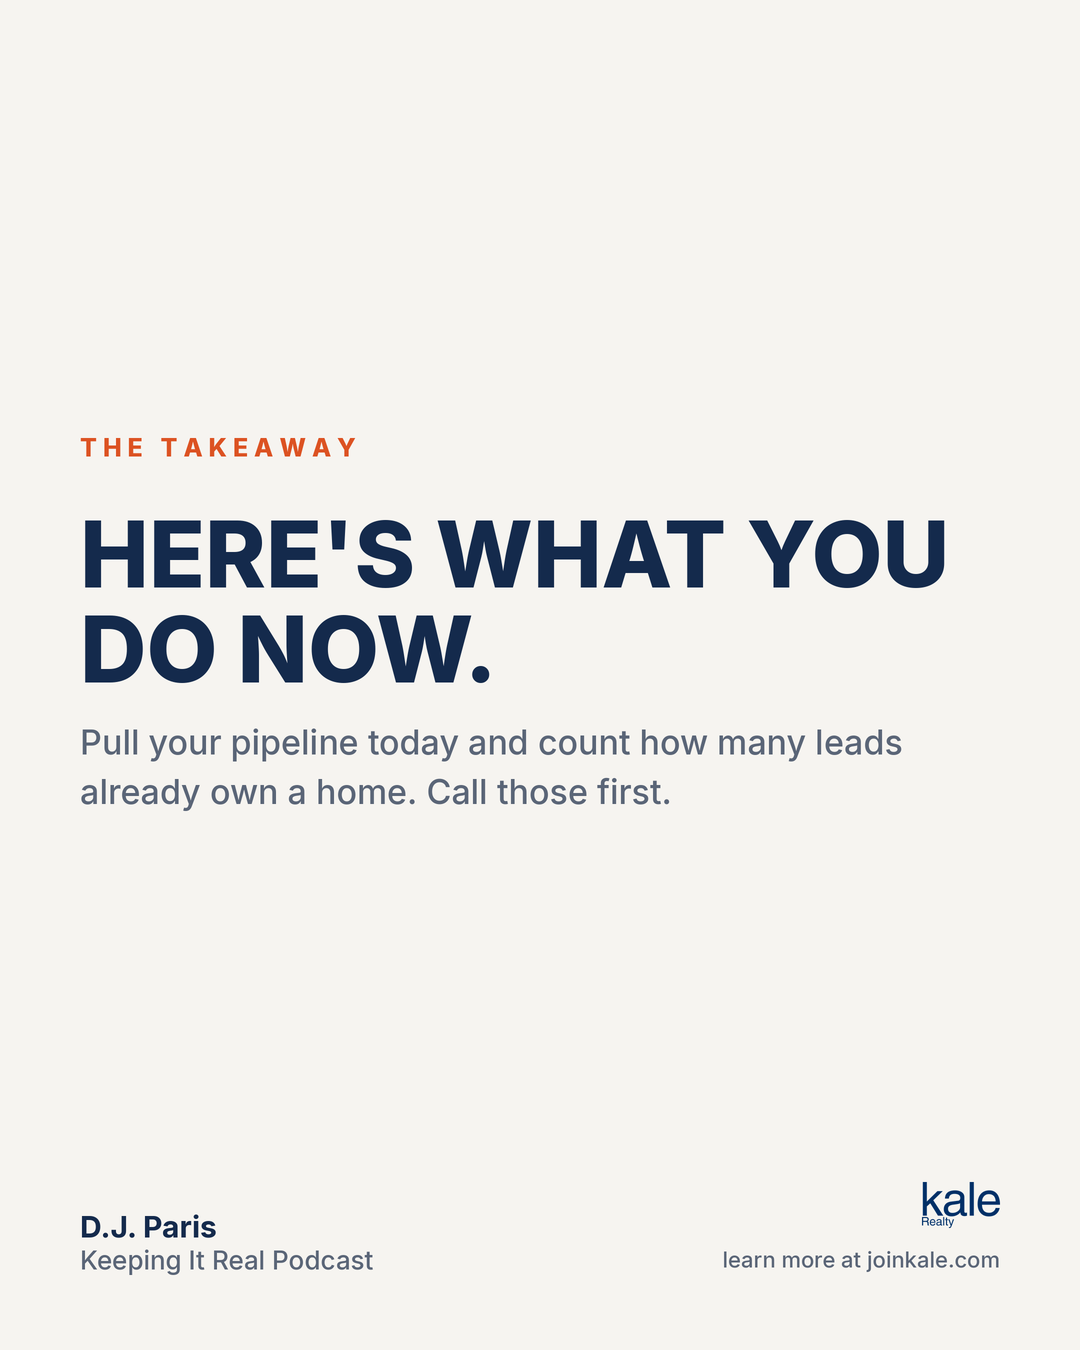 THE TAKEAWAY
HERE'S WHAT YOU
DO NOW.
Pull your pipeline today and count how many leads
already own a home. Call those first.
D.J. Paris
Keeping It Real Podcast
kale
Realty
learn more at joinkale.com